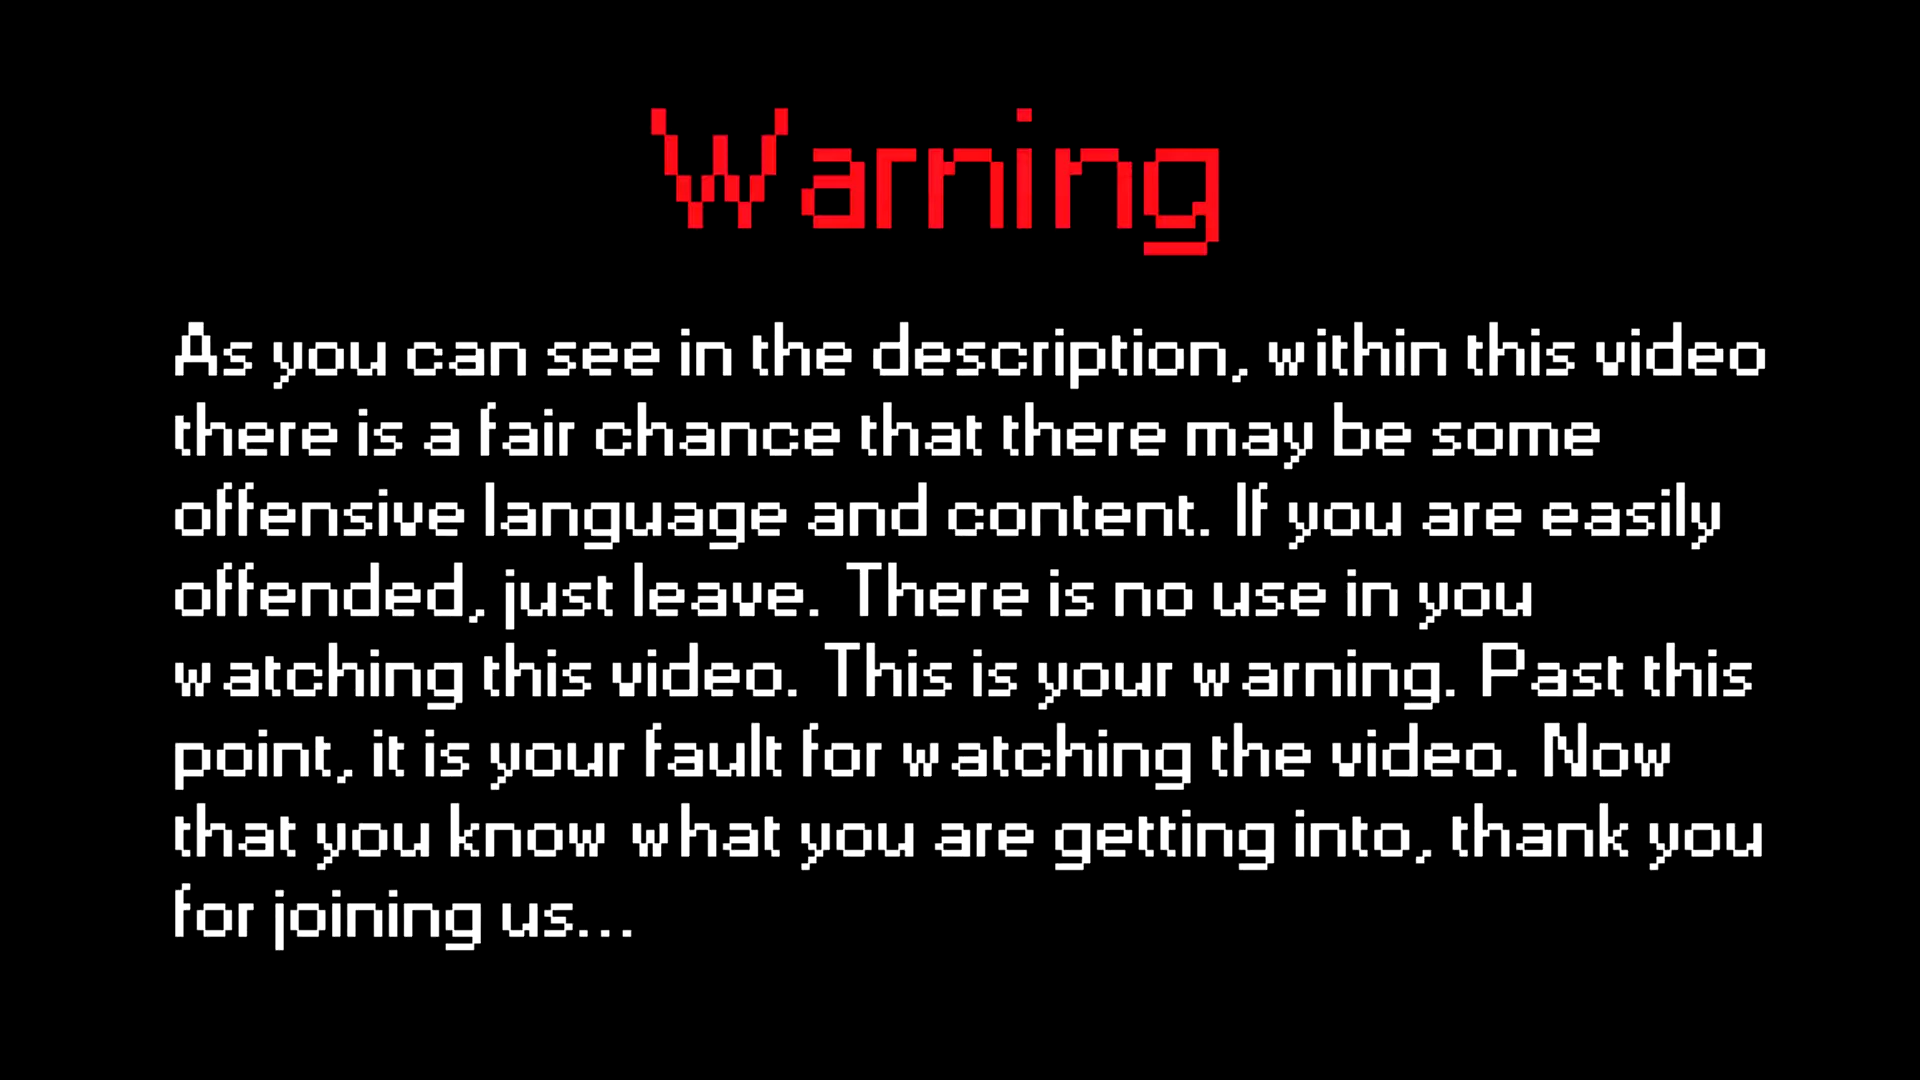 Warning
As you can see in the description, within this video
there is a fair chance that there may be some
offensive language and content. If you are easily
offended, just leave. There is no use in you
watching this video. This is your warning. Past this
point, it is your fault for watching the video. Now
that you know what you are getting into, thank you
for joining us...